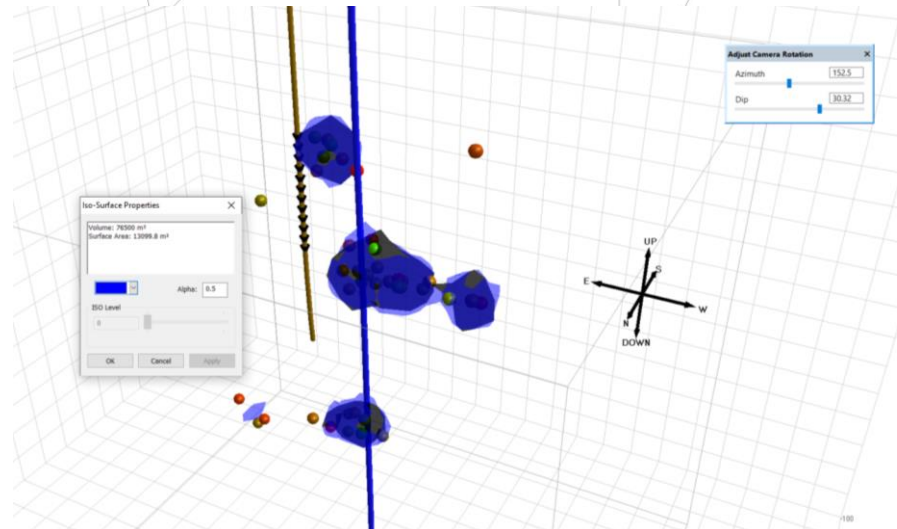 Adjust Camera Rotation
Azimuth 152.5
Dip 30.32
Iso-Surface Properties
Volume: 76500 m³
Surface Area: 13099.8 m²
Alpha: 0.5
ISO Level
0
OK Cancel Apply
UP
S
E
W
N
DOWN
-100